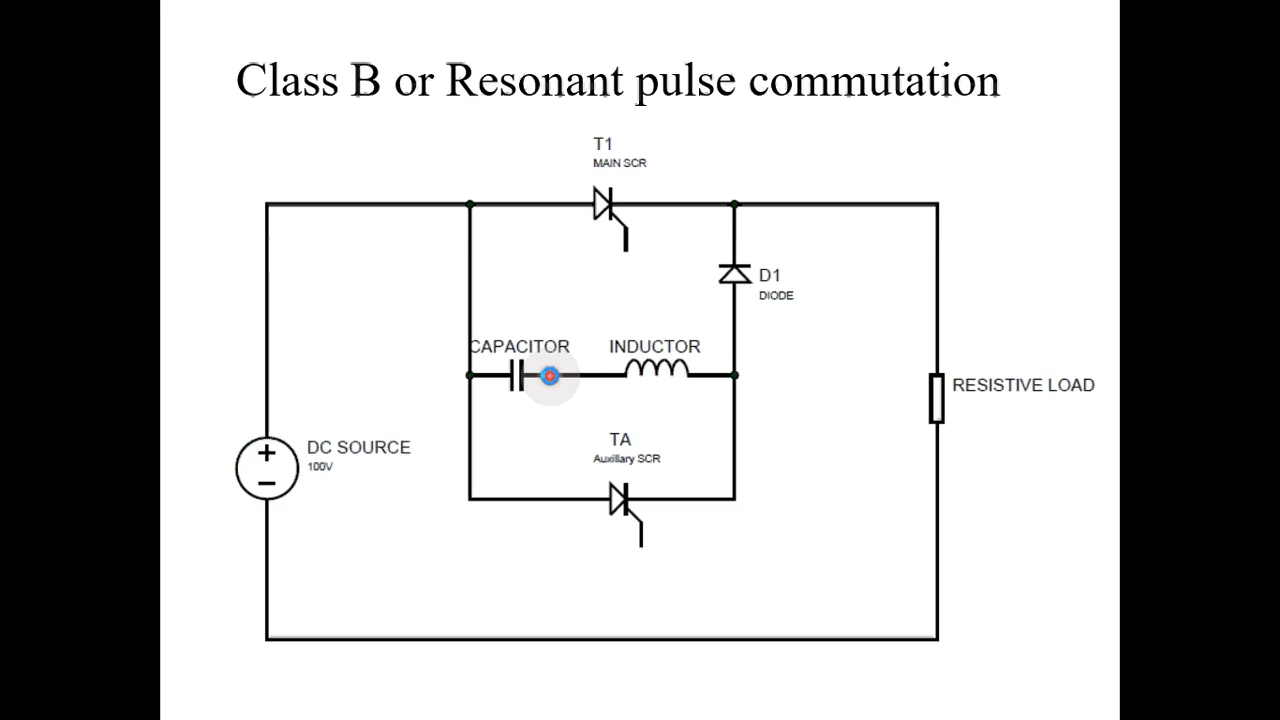 Class B or Resonant pulse commutation
T1
MAIN SCR
D1
DIODE
CAPACITOR
INDUCTOR
RESISTIVE LOAD
TA
Auxillary SCR
DC SOURCE
100V